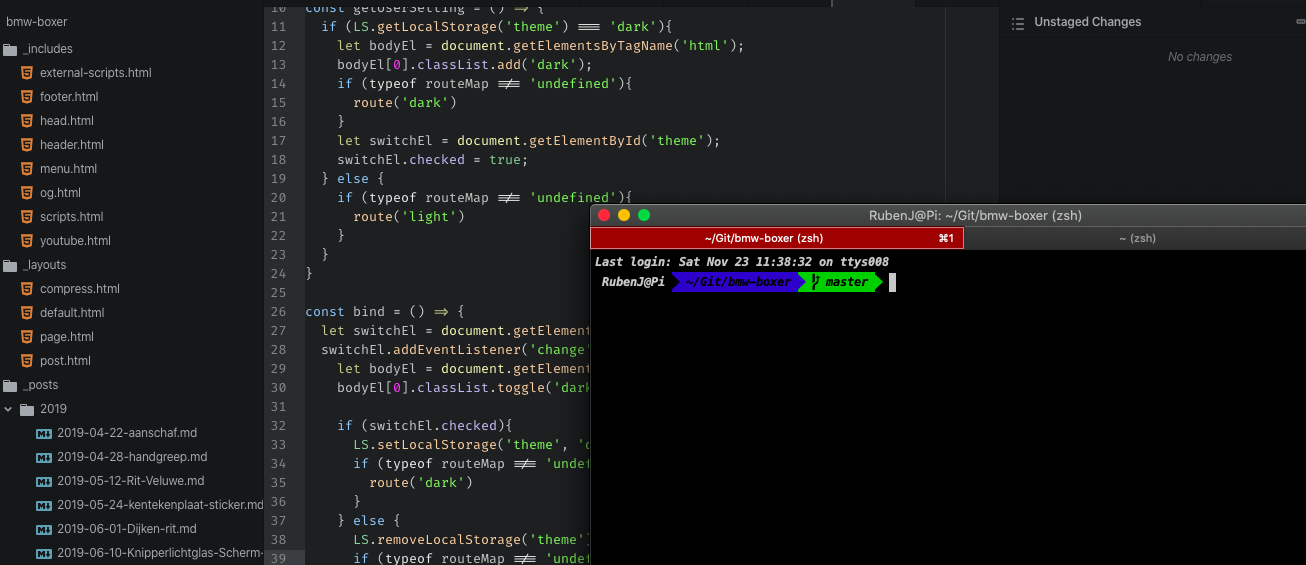 bmw-boxer
_includes
external-scripts.html
footer.html
head.html
header.html
menu.html
og.html
scripts.html
youtube.html
_layouts
compress.html
default.html
page.html
post.html
_posts
2019
2019-04-22-aanschaf.md
2019-04-28-handgreep.md
2019-05-12-Rit-Veluwe.md
2019-05-24-kentekenplaat-sticker.md
2019-06-01-Dijken-rit.md
2019-06-10-Knipperlichtglas-Scherm-
10 const getUserSetting = () => {
11 if (LS.getLocalStorage('theme') === 'dark'){
12 let bodyEl = document.getElementsByTagName('html');
13 bodyEl[0].classList.add('dark');
14 if (typeof routeMap !== 'undefined'){
15 route('dark')
16 }
17 let switchEl = document.getElementById('theme');
18 switchEl.checked = true;
19 } else {
20 if (typeof routeMap !== 'undefined'){
21 route('light')
22 }
23 }
24 }
25
26 const bind = () => {
27 let switchEl = document.getElement
28 switchEl.addEventListener('change'
29 let bodyEl = document.getElement
30 bodyEl[0].classList.toggle('dark
31
32 if (switchEl.checked){
33 LS.setLocalStorage('theme', '
34 if (typeof routeMap !== 'undef
35 route('dark')
36 }
37 } else {
38 LS.removeLocalStorage('theme'
39 if (typeof routeMap !== 'undef
Unstaged Changes
No changes
RubenJ@Pi: ~/Git/bmw-boxer (zsh)
~/Git/bmw-boxer (zsh) ⌘1
~ (zsh)
Last login: Sat Nov 23 11:38:32 on ttys008
RubenJ@Pi ~/Git/bmw-boxer master